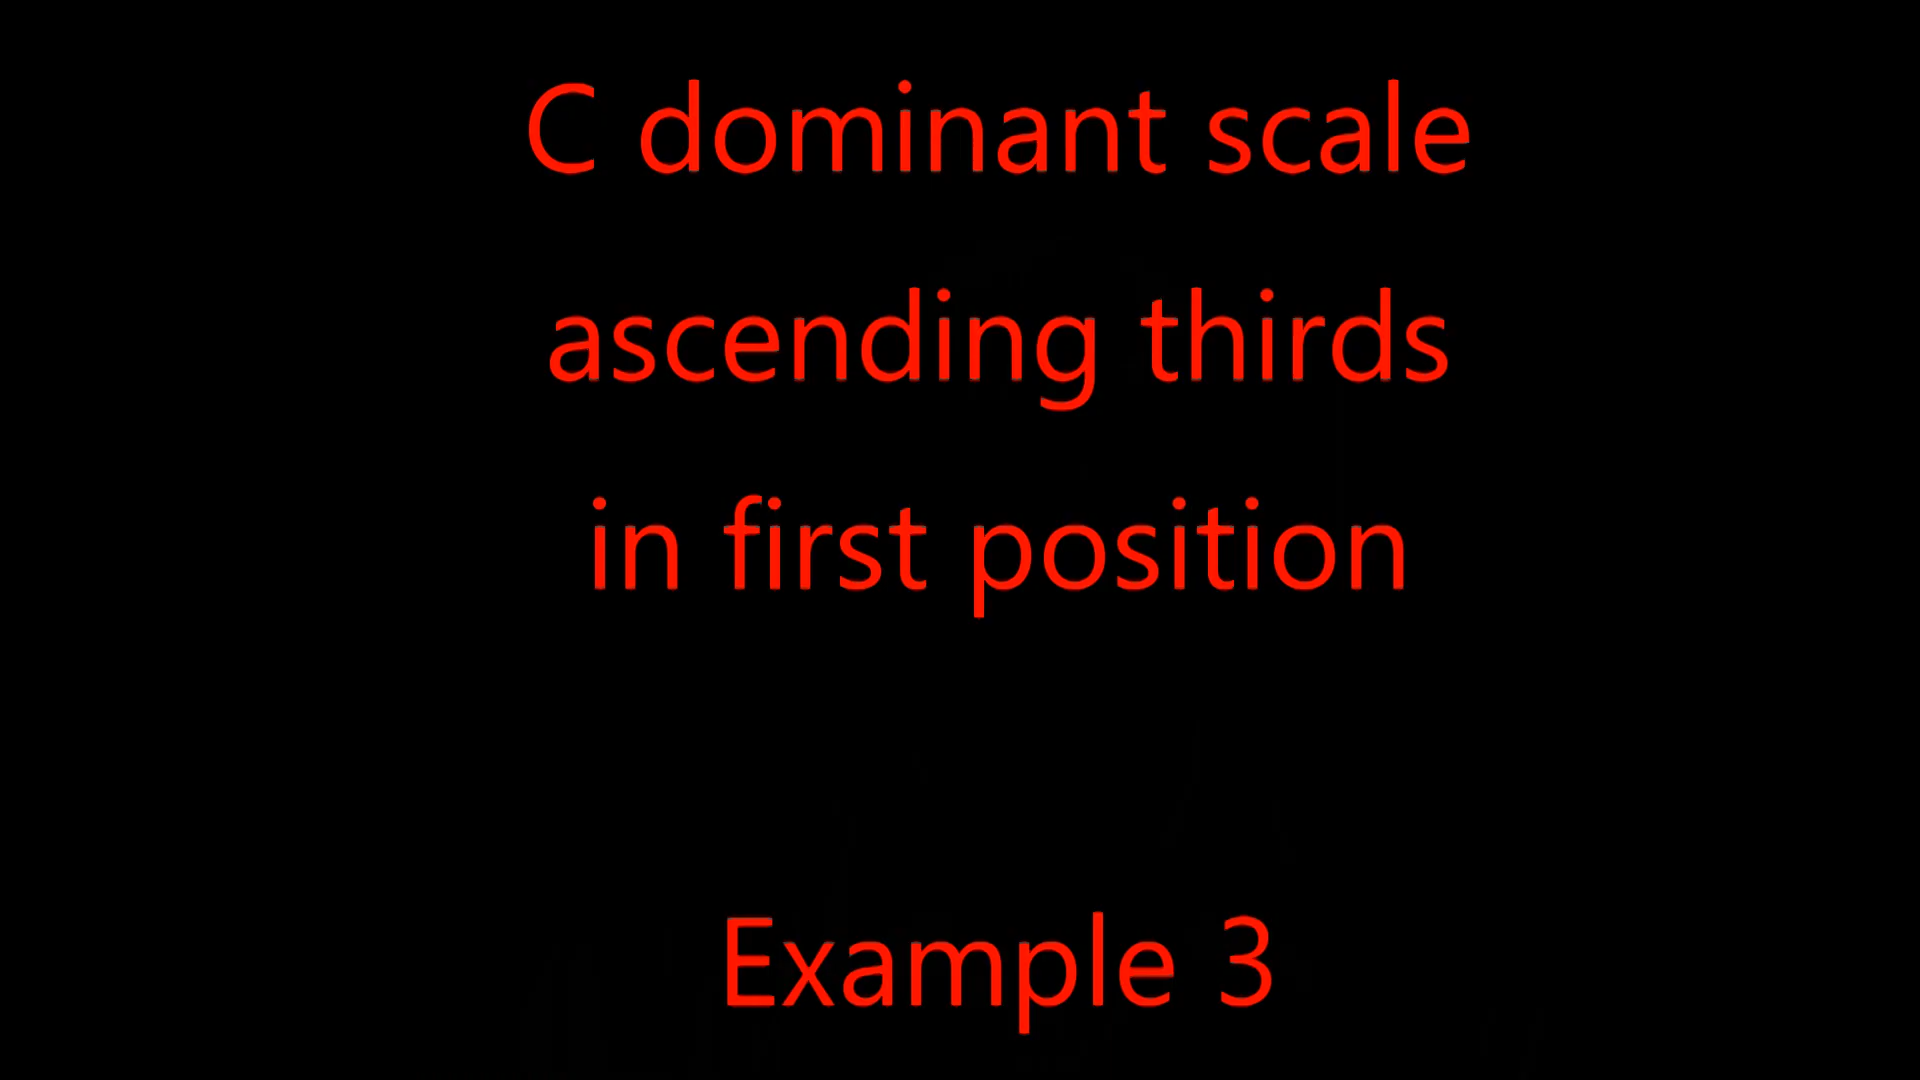 C dominant scale
ascending thirds
in first position
Example 3